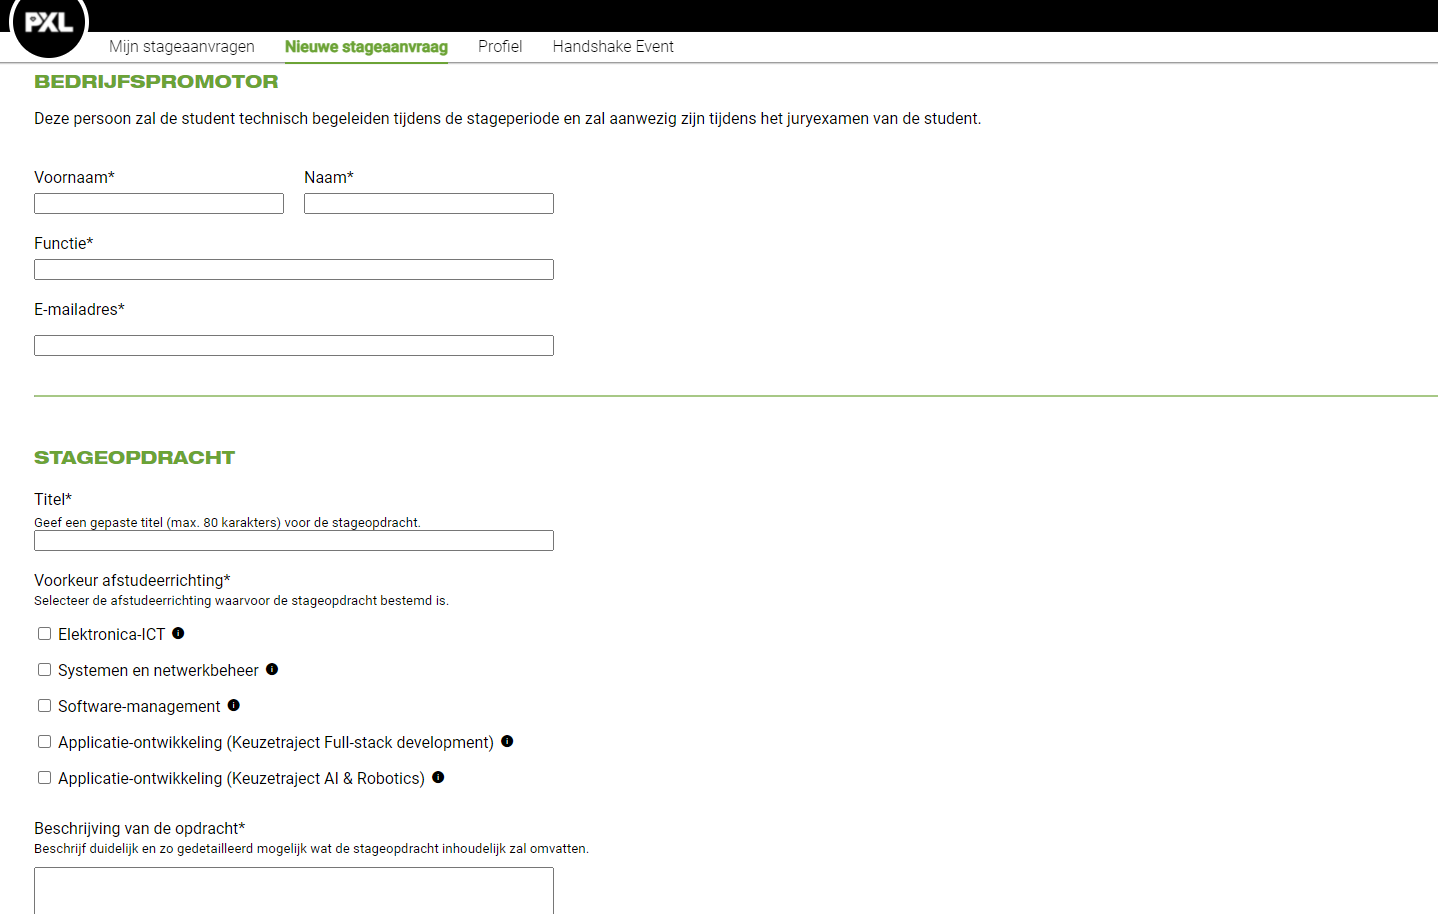 PXL
Mijn stageaanvragen Nieuwe stageaanvraag Profiel Handshake Event
BEDRIJFSPROMOTOR
Deze persoon zal de student technisch begeleiden tijdens de stageperiode en zal aanwezig zijn tijdens het juryexamen van de student.
Voornaam* Naam*
Functie*
E-mailadres*
STAGEOPDRACHT
Titel*
Geef een gepaste titel (max. 80 karakters) voor de stageopdracht.
Voorkeur afstudeerrichting*
Selecteer de afstudeerrichting waarvoor de stageopdracht bestemd is.
Elektronica-ICT
Systemen en netwerkbeheer
Software-management
Applicatie-ontwikkeling (Keuzetraject Full-stack development)
Applicatie-ontwikkeling (Keuzetraject AI & Robotics)
Beschrijving van de opdracht*
Beschrijf duidelijk en zo gedetailleerd mogelijk wat de stageopdracht inhoudelijk zal omvatten.